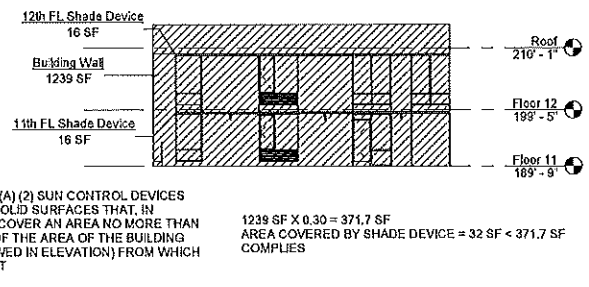 12th FL Shade Device
16 SF
Building Wall
1239 SF
11th FL Shade Device
16 SF
Roof
210' - 1"
Floor 12
199' - 5"
Floor 11
189' - 9"
(A) (2) SUN CONTROL DEVICES
OLID SURFACES THAT, IN
COVER AN AREA NO MORE THAN
OF THE AREA OF THE BUILDING
WED IN ELEVATION) FROM WHICH
T
1239 SF X 0.30 = 371.7 SF
AREA COVERED BY SHADE DEVICE = 32 SF < 371.7 SF
COMPLIES